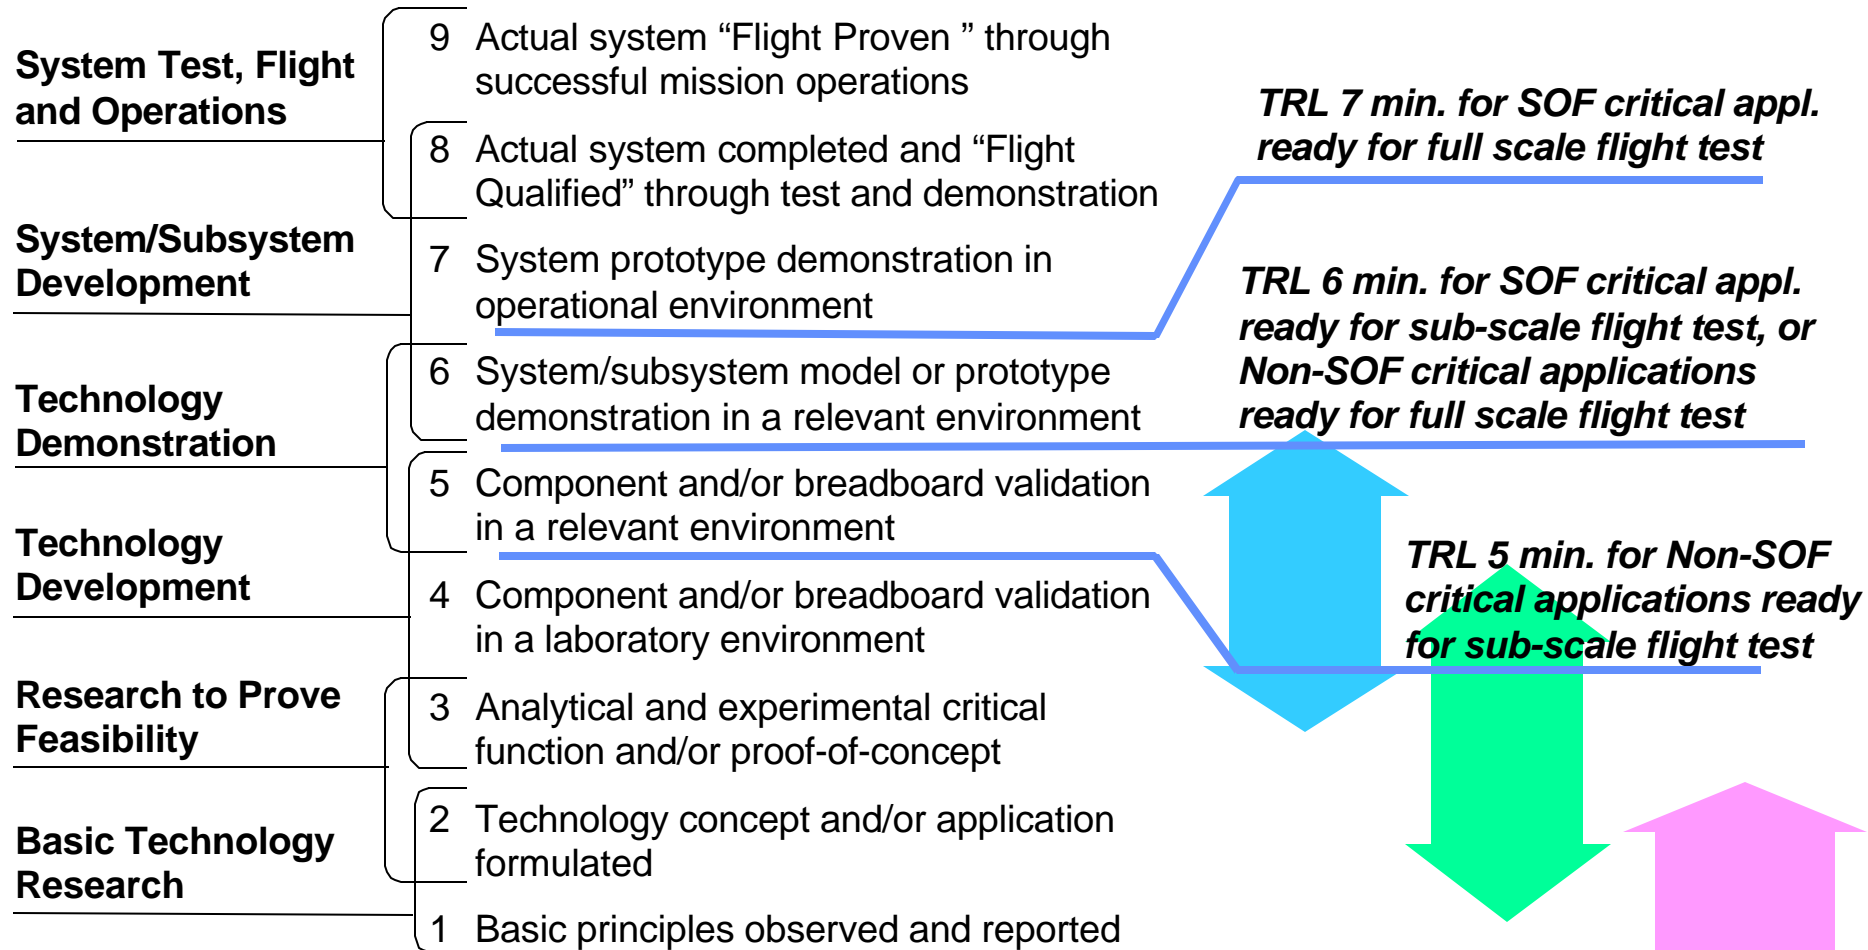 System Test, Flight
and Operations
System/Subsystem
Development
Technology
Demonstration
Technology
Development
Research to Prove
Feasibility
Basic Technology
Research
9 Actual system “Flight Proven ” through
successful mission operations
8 Actual system completed and “Flight
Qualified” through test and demonstration
7 System prototype demonstration in
operational environment
6 System/subsystem model or prototype
demonstration in a relevant environment
5 Component and/or breadboard validation
in a relevant environment
4 Component and/or breadboard validation
in a laboratory environment
3 Analytical and experimental critical
function and/or proof-of-concept
2 Technology concept and/or application
formulated
1 Basic principles observed and reported
TRL 7 min. for SOF critical appl.
ready for full scale flight test
TRL 6 min. for SOF critical appl.
ready for sub-scale flight test, or
Non-SOF critical applications
ready for full scale flight test
TRL 5 min. for Non-SOF
critical applications ready
for sub-scale flight test